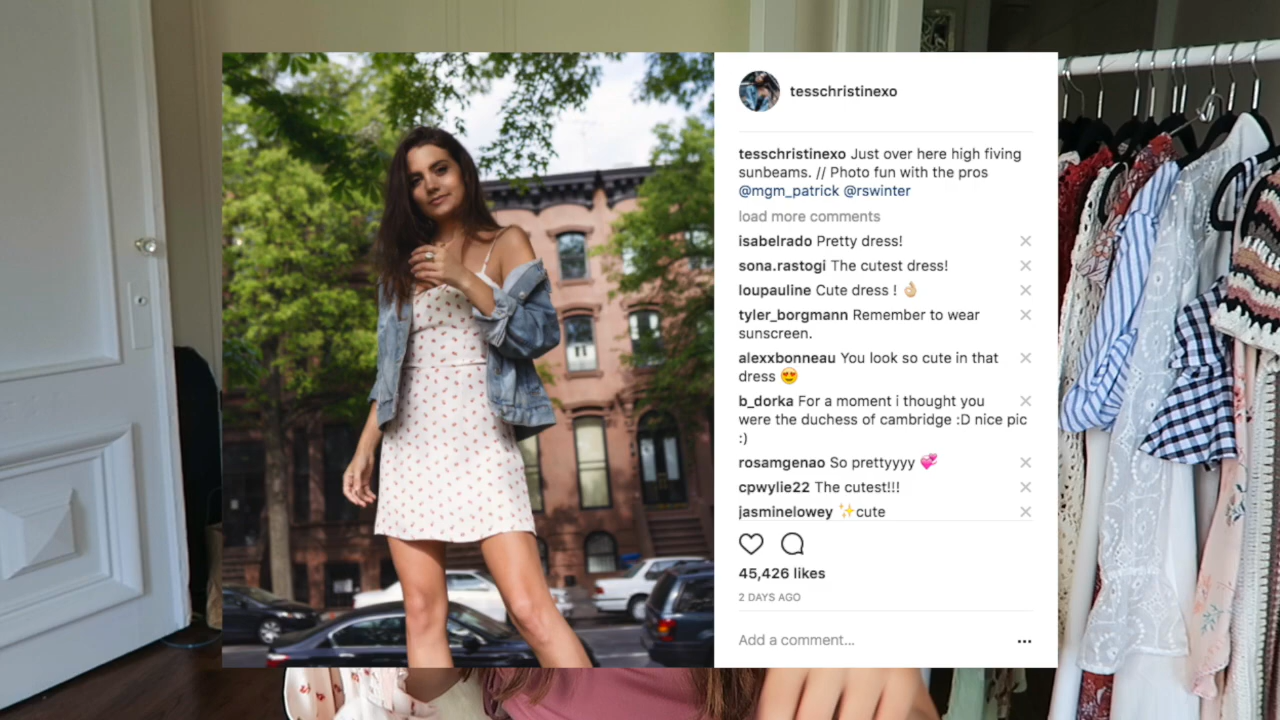 tesschristinexo
tesschristinexo Just over here high fiving
sunbeams. // Photo fun with the pros
@mgm_patrick @rswinter
load more comments
isabelrado Pretty dress!
sona.rastogi The cutest dress!
loupauline Cute dress ! 👌🏼
tyler_borgmann Remember to wear
sunscreen.
alexxbonneau You look so cute in that
dress 😍
b_dorka For a moment i thought you
were the duchess of cambridge :D nice pic
:)
rosamgenao So prettyyyy 💞
cpwylie22 The cutest!!!
jasminelowey ✨cute
45,426 likes
2 DAYS AGO
Add a comment...